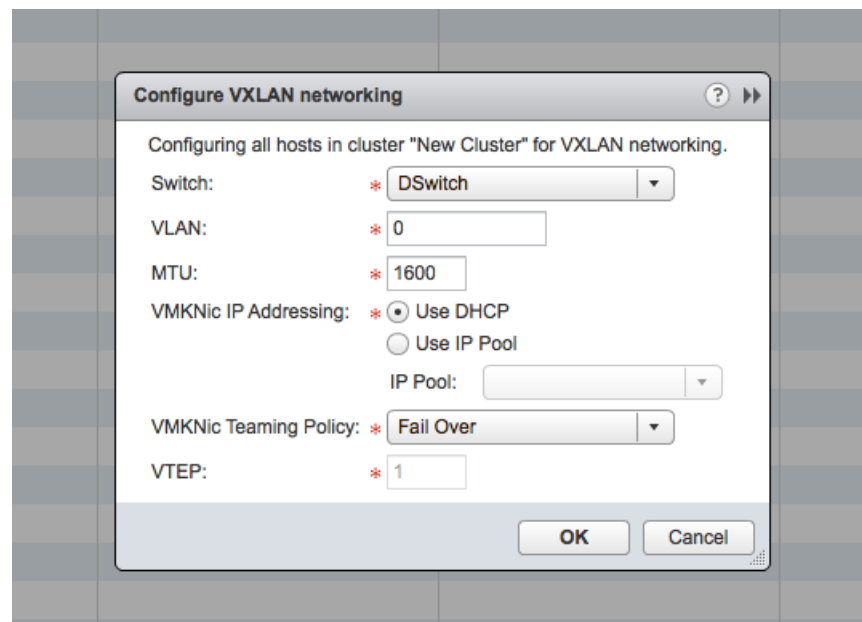 Configure VXLAN networking ?
Configuring all hosts in cluster "New Cluster" for VXLAN networking.
Switch: * DSwitch
VLAN: * 0
MTU: * 1600
VMKNic IP Addressing: * Use DHCP
Use IP Pool
IP Pool:
VMKNic Teaming Policy: * Fail Over
VTEP: * 1
OK Cancel